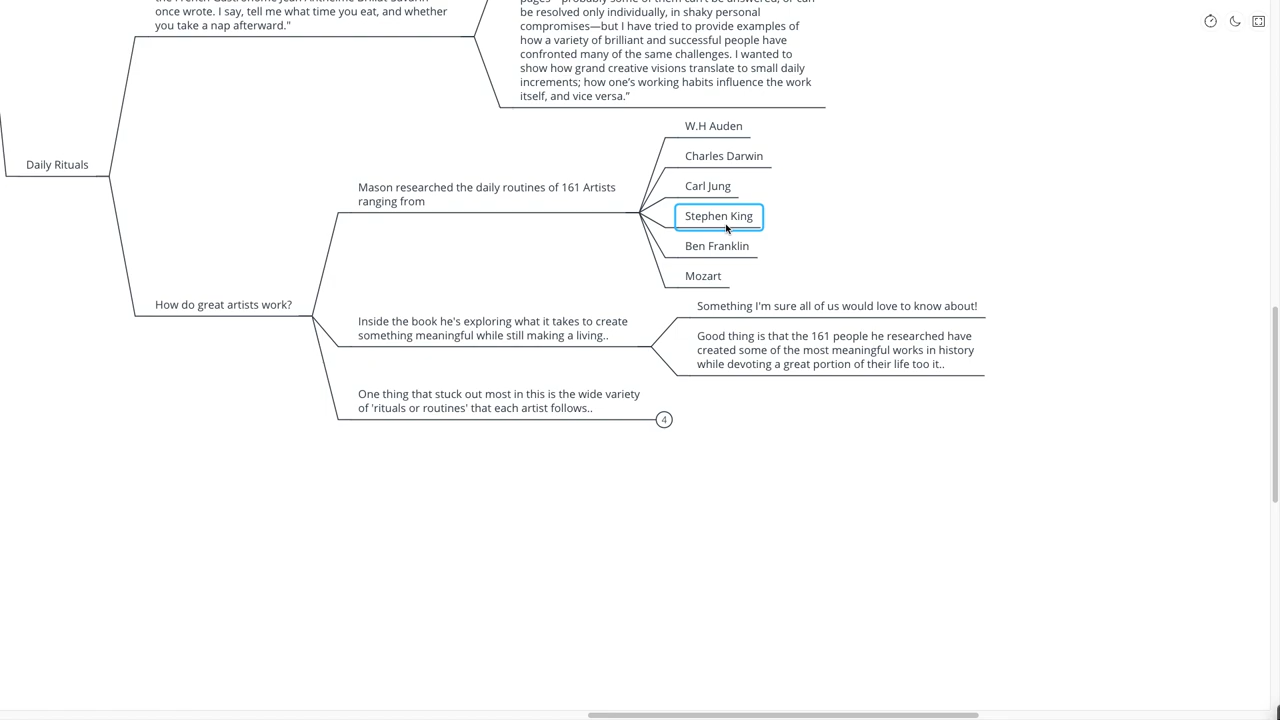 once wrote. I say, tell me what time you eat, and whether
you take a nap afterward."
be resolved only individually, in shaky personal
compromises—but I have tried to provide examples of
how a variety of brilliant and successful people have
confronted many of the same challenges. I wanted to
show how grand creative visions translate to small daily
increments; how one's working habits influence the work
itself, and vice versa.”
Daily Rituals
Mason researched the daily routines of 161 Artists
ranging from
W.H Auden
Charles Darwin
Carl Jung
Stephen King
Ben Franklin
Mozart
How do great artists work?
Inside the book he's exploring what it takes to create
something meaningful while still making a living..
Something I'm sure all of us would love to know about!
Good thing is that the 161 people he researched have
created some of the most meaningful works in history
while devoting a great portion of their life too it..
One thing that stuck out most in this is the wide variety
of 'rituals or routines' that each artist follows..
4